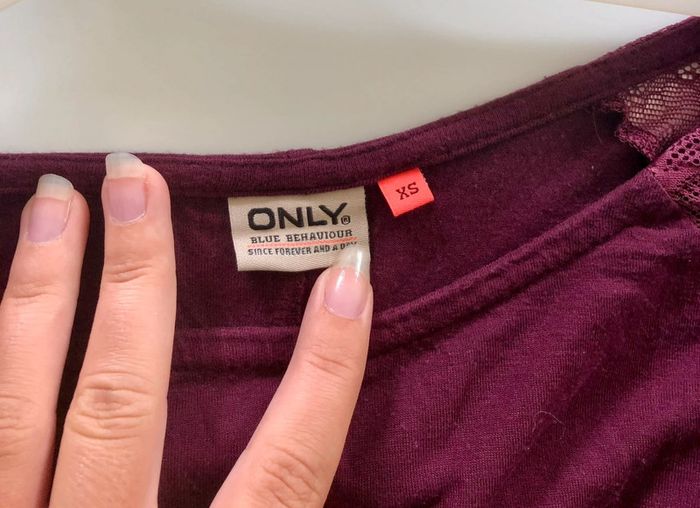 ONLY®
BLUE BEHAVIOUR
SINCE FOREVER AND A DAY
XS